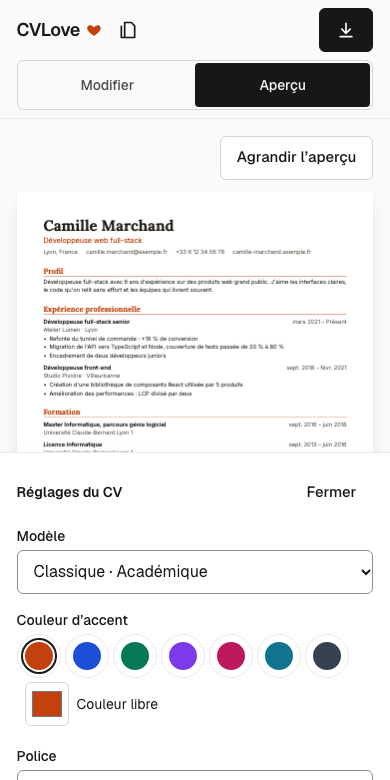 CVLove
Modifier
Aperçu
Agrandir l'aperçu
Camille Marchand
Développeuse web full-stack
Lyon, France camille.marchand@exemple.fr +33 6 12 34 56 78 camille-marchand.exemple.fr
Profil
Développeuse full-stack avec 8 ans d'expérience sur des produits web grand public. J'aime les interfaces claires,
le code qu'on relit sans effort et les équipes qui livrent souvent.
Expérience professionnelle
Développeuse full-stack senior mars 2021 – Présent
Atelier Lumen · Lyon
• Refonte du tunnel de commande : +18 % de conversion
• Migration de l'API vers TypeScript et Node, couverture de tests passée de 20 % à 80 %
• Encadrement de deux développeurs juniors
Développeuse front-end sept. 2018 – févr. 2021
Studio Pivoine · Villeurbanne
• Création d'une bibliothèque de composants React utilisée par 5 produits
• Amélioration des performances : LCP divisé par deux
Formation
Master Informatique, parcours génie logiciel sept. 2016 – juin 2018
Université Claude-Bernard Lyon 1
Licence Informatique sept. 2013 – juin 2016
Université Claude-Bernard Lyon 1
Réglages du CV
Fermer
Modèle
Classique · Académique
Couleur d'accent
Couleur libre
Police